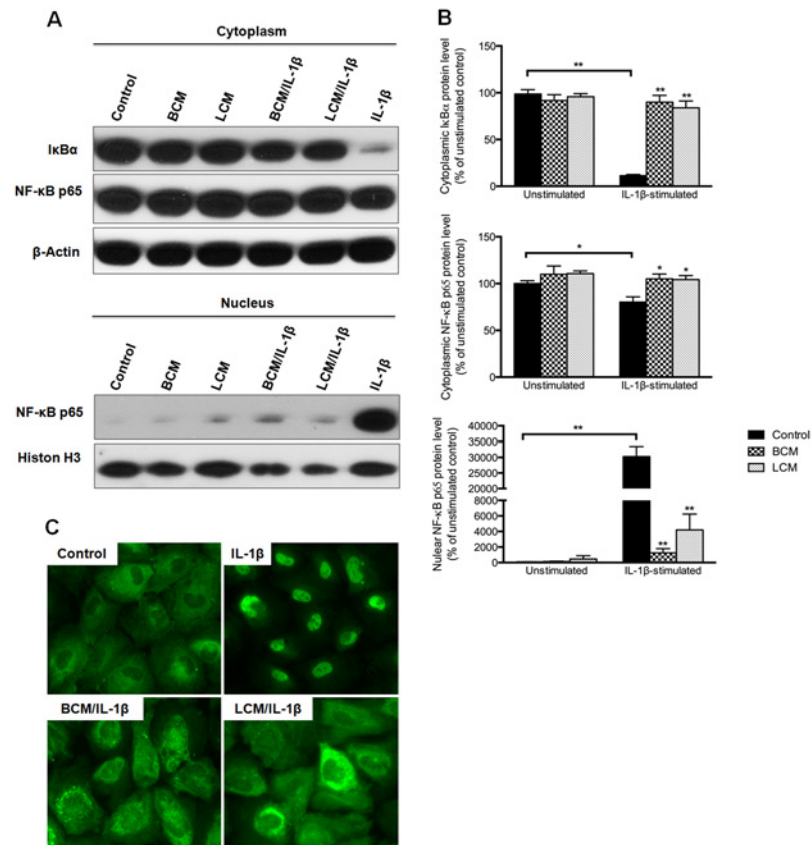 A
Cytoplasm
Control
BCM
LCM
BCM/IL-1β
LCM/IL-1β
IL-1β
IκBα
NF-κB p65
β-Actin
Nucleus
Control
BCM
LCM
BCM/IL-1β
LCM/IL-1β
IL-1β
NF-κB p65
Histon H3
B
Cytoplasmic IκBα protein level
(% of unstimulated control)
150
100
50
0
**
**
**
Unstimulated
IL-1β-stimulated
Cytoplasmic NF-κB p65 protein level
(% of unstimulated control)
150
100
50
0
*
*
*
Unstimulated
IL-1β-stimulated
Nulear NF-κB p65 protein level
(% of unstimulated control)
40000
35000
30000
25000
20000
8000
6000
4000
2000
0
**
**
**
Unstimulated
IL-1β-stimulated
Control
BCM
LCM
C
Control
IL-1β
BCM/IL-1β
LCM/IL-1β